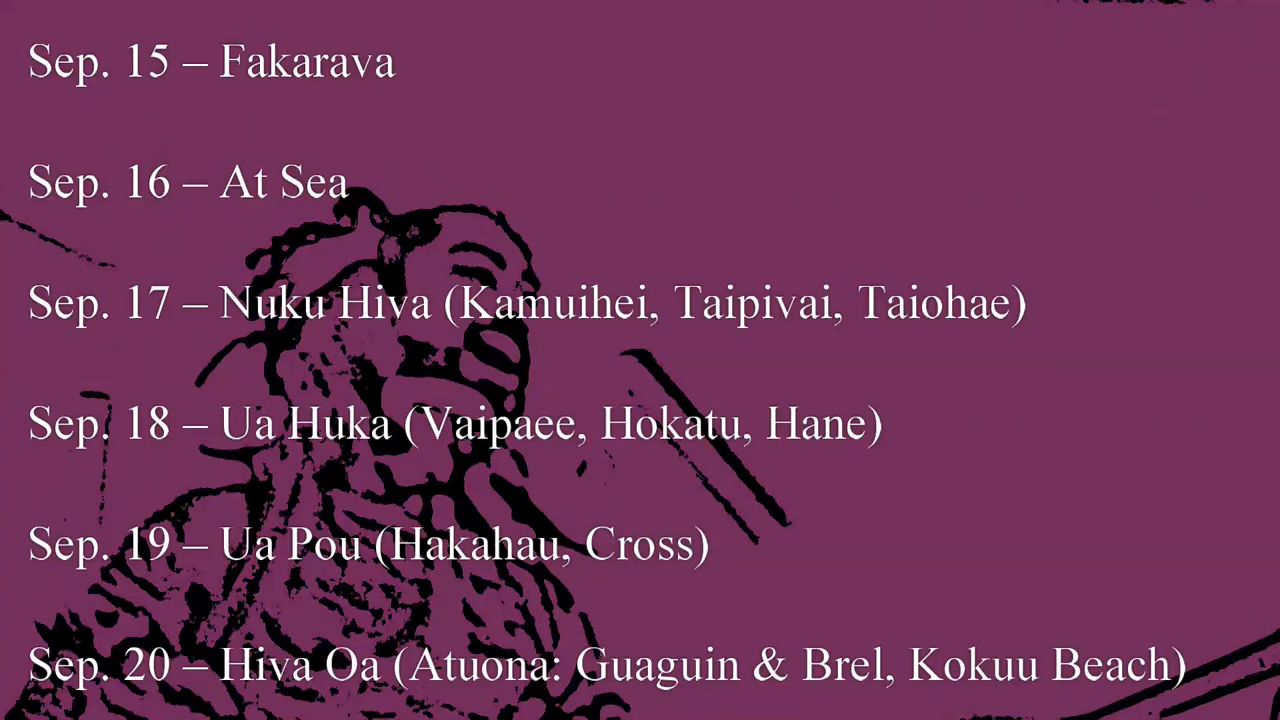 Sep. 15 – Fakarava
Sep. 16 – At Sea
Sep. 17 – Nuku Hiva (Kamuihei, Taipivai, Taiohae)
Sep. 18 – Ua Huka (Vaipaee, Hokatu, Hane)
Sep. 19 – Ua Pou (Hakahau, Cross)
Sep. 20 – Hiva Oa (Atuona: Guaguin & Brel, Kokuu Beach)